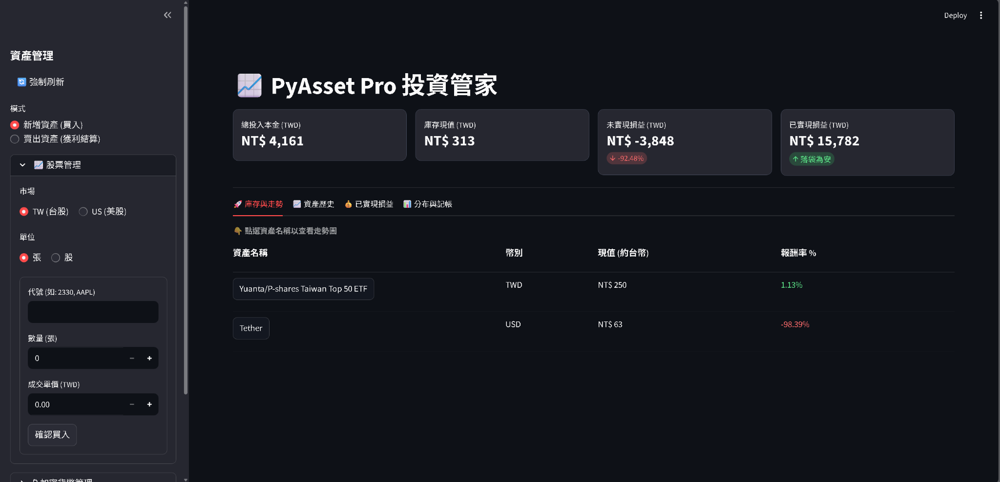 Deploy
資產管理
強制刷新
模式
新增資產 (買入)
賣出資產 (獲利結算)
股票管理
市場
TW (台股) US (美股)
單位
張 股
代號 (如: 2330, AAPL)
數量 (張)
0
成交單價 (TWD)
0.00
確認買入
加密貨幣管理
PyAsset Pro 投資管家
總投入本金 (TWD)
NT$ 4,161
庫存現值 (TWD)
NT$ 313
未實現損益 (TWD)
NT$ -3,848
↓ -92.48%
已實現損益 (TWD)
NT$ 15,782
↑ 落袋為安
庫存與走勢 資產歷史 已實現損益 分布與記帳
點選資產名稱以查看走勢圖
資產名稱 幣別 現值 (約台幣) 報酬率 %
Yuanta/P-shares Taiwan Top 50 ETF TWD NT$ 250 1.13%
Tether USD NT$ 63 -98.39%